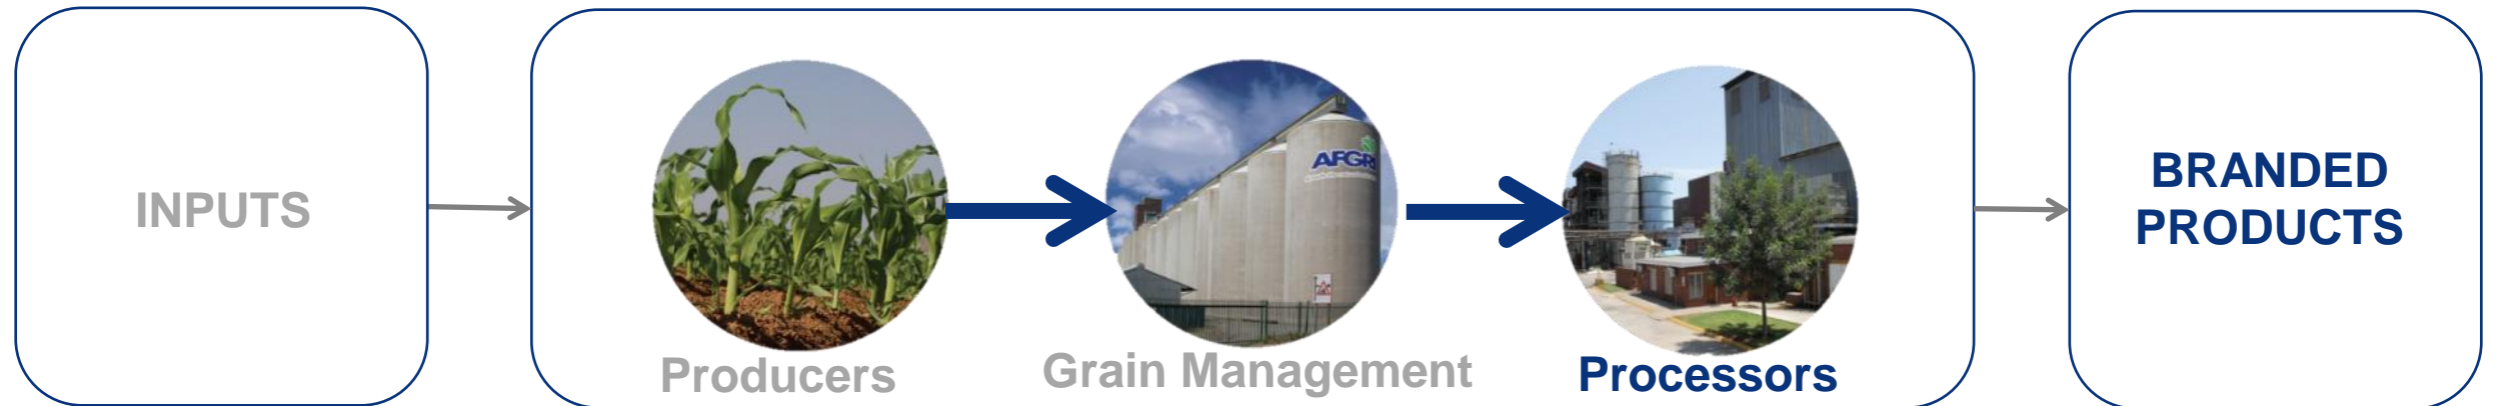 INPUTS
Producers
AFGRI
Grain Management
Processors
BRANDED
PRODUCTS